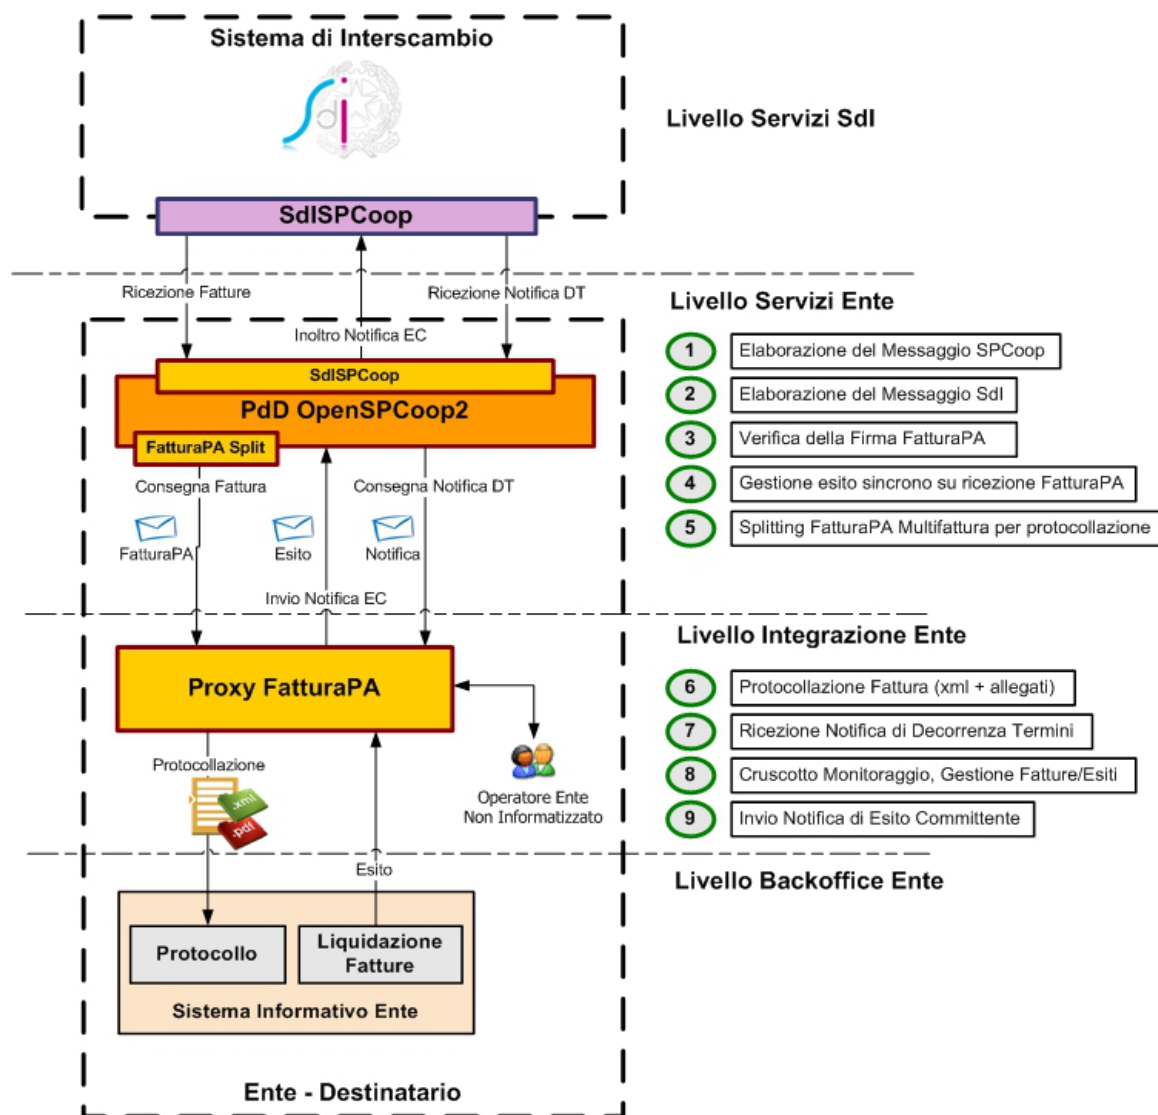 Sistema di Interscambio
Sdi
Livello Servizi SdI
SdISPCoop
Ricezione Fatture
Ricezione Notifica DT
Inoltro Notifica EC
Livello Servizi Ente
1 Elaborazione del Messaggio SPCoop
2 Elaborazione del Messaggio SdI
3 Verifica della Firma FatturaPA
4 Gestione esito sincrono su ricezione FatturaPA
5 Splitting FatturaPA Multifattura per protocollazione
SdISPCoop
PdD OpenSPCoop2
FatturaPA Split
Consegna Fattura
Consegna Notifica DT
FatturaPA
Esito
Notifica
Invio Notifica EC
Livello Integrazione Ente
6 Protocollazione Fattura (xml + allegati)
7 Ricezione Notifica di Decorrenza Termini
8 Cruscotto Monitoraggio, Gestione Fatture/Esiti
9 Invio Notifica di Esito Committente
Proxy FatturaPA
Protocollazione
.xml
.pdf
Operatore Ente
Non Informatizzato
Esito
Livello Backoffice Ente
Protocollo
Liquidazione
Fatture
Sistema Informativo Ente
Ente - Destinatario